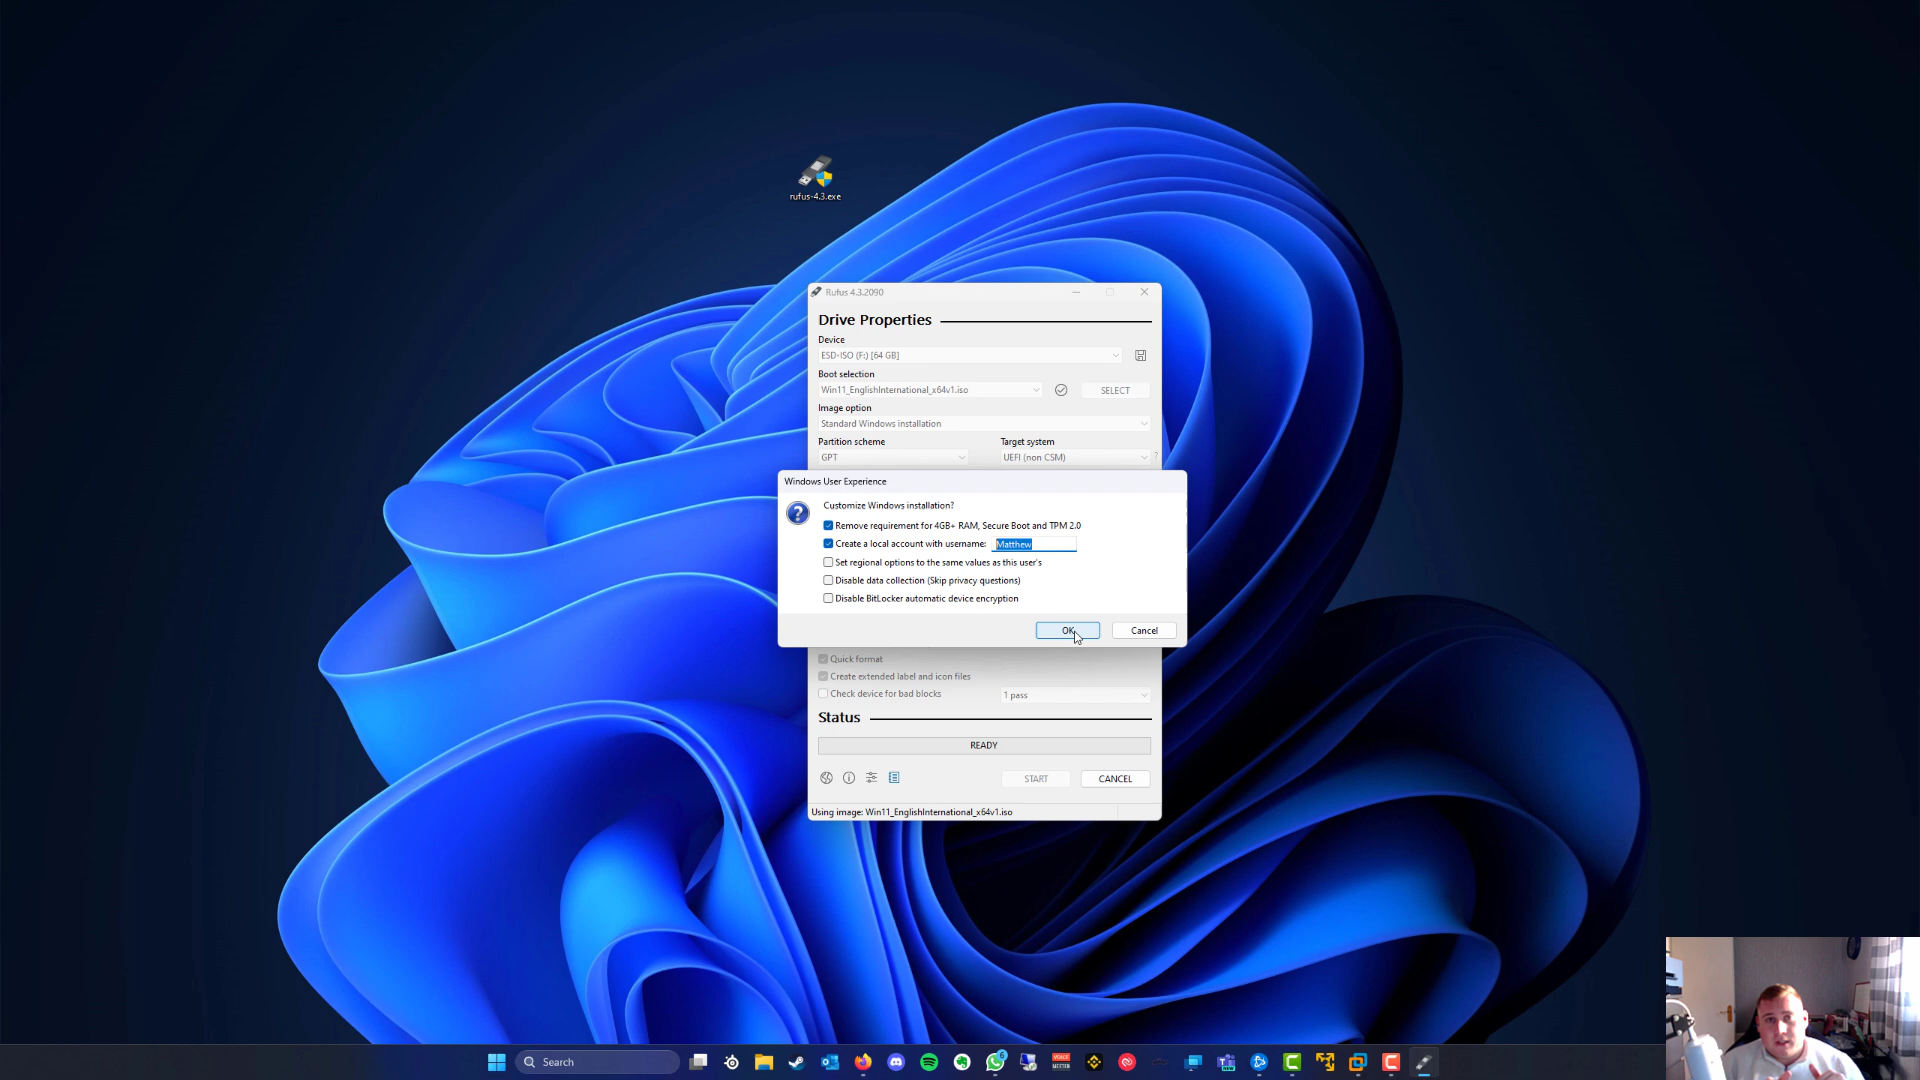 rufus-4.3.exe
Rufus 4.3.2090
Drive Properties
Device
ESD-ISO (F:) [64 GB]
Boot selection
Win11_EnglishInternational_x64v1.iso
SELECT
Image option
Standard Windows installation
Partition scheme
Target system
GPT
UEFI (non CSM)
?
Windows User Experience
?
Customize Windows installation?
Remove requirement for 4GB+ RAM, Secure Boot and TPM 2.0
Create a local account with username: Matthew
Set regional options to the same values as this user's
Disable data collection (Skip privacy questions)
Disable BitLocker automatic device encryption
OK
Cancel
Quick format
Create extended label and icon files
Check device for bad blocks
1 pass
Status
READY
START
CANCEL
Using image: Win11_EnglishInternational_x64v1.iso
Search
6